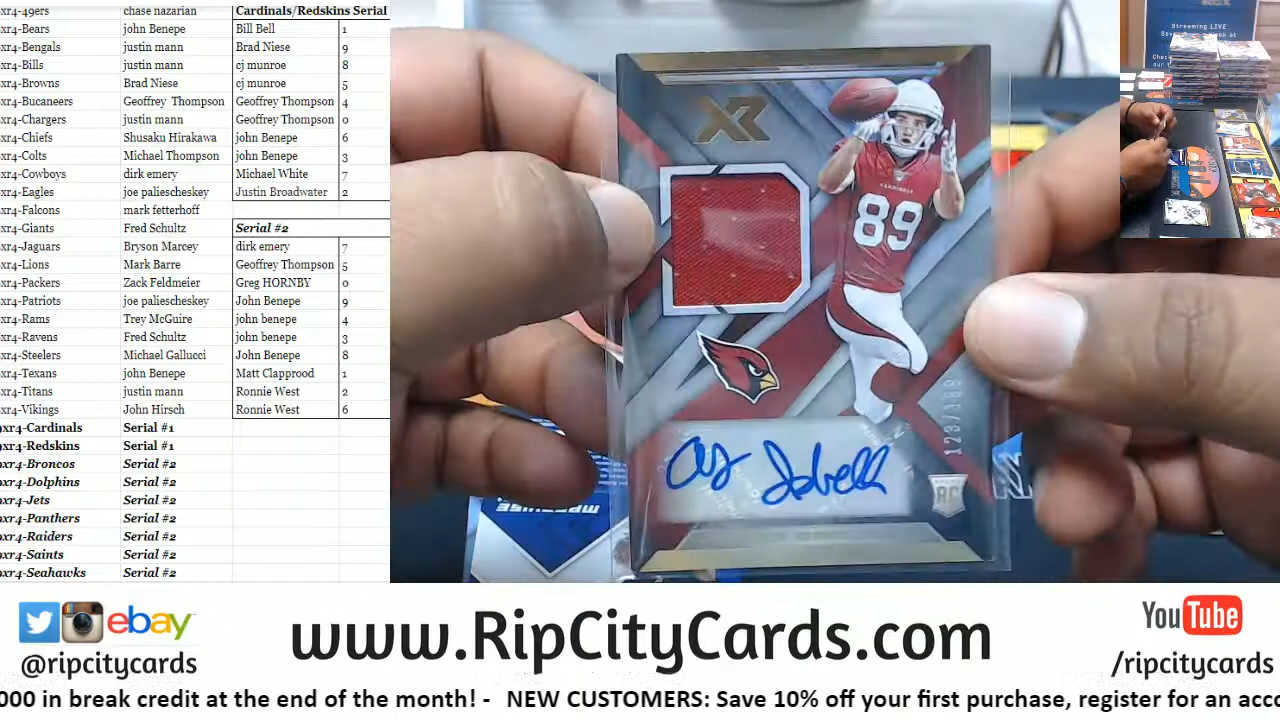 xr4-49ers chase nazarian Cardinals/Redskins Serial
xr4-Bears john Benepe Bill Bell 1
xr4-Bengals justin mann Brad Niese 9
xr4-Bills justin mann cj munroe 8
xr4-Browns Brad Niese cj munroe 5
xr4-Bucaneers Geoffrey Thompson Geoffrey Thompson 4
xr4-Chargers justin mann Geoffrey Thompson 0
xr4-Chiefs Shusaku Hirakawa john Benepe 6
xr4-Colts Michael Thompson john Benepe 3
xr4-Cowboys dirk emery Michael White 7
xr4-Eagles joe paliescheskey Justin Broadwater 2
xr4-Falcons mark fetterhoff
xr4-Giants Fred Schultz Serial #2
xr4-Jaguars Bryson Marcey dirk emery 7
xr4-Lions Mark Barre Geoffrey Thompson 5
xr4-Packers Zack Feldmeier Greg HORNBY 0
xr4-Patriots joe paliescheskey John Benepe 9
xr4-Rams Trey McGuire john benepe 4
xr4-Ravens Fred Schultz john benepe 3
xr4-Steelers Michael Gallucci John Benepe 8
xr4-Texans john Benepe Matt Clapprood 1
xr4-Titans justin mann Ronnie West 2
xr4-Vikings John Hirsch Ronnie West 6
xr4-Cardinals Serial #1
xr4-Redskins Serial #1
xr4-Broncos Serial #2
xr4-Dolphins Serial #2
xr4-Jets Serial #2
xr4-Panthers Serial #2
xr4-Raiders Serial #2
xr4-Saints Serial #2
xr4-Seahawks Serial #2
XR
CARDINALS
89
123/199
RC
Streaming LIVE
ebay
@ripcitycards
www.RipCityCards.com
YouTube
/ripcitycards
000 in break credit at the end of the month! - NEW CUSTOMERS: Save 10% off your first purchase, register for an acco